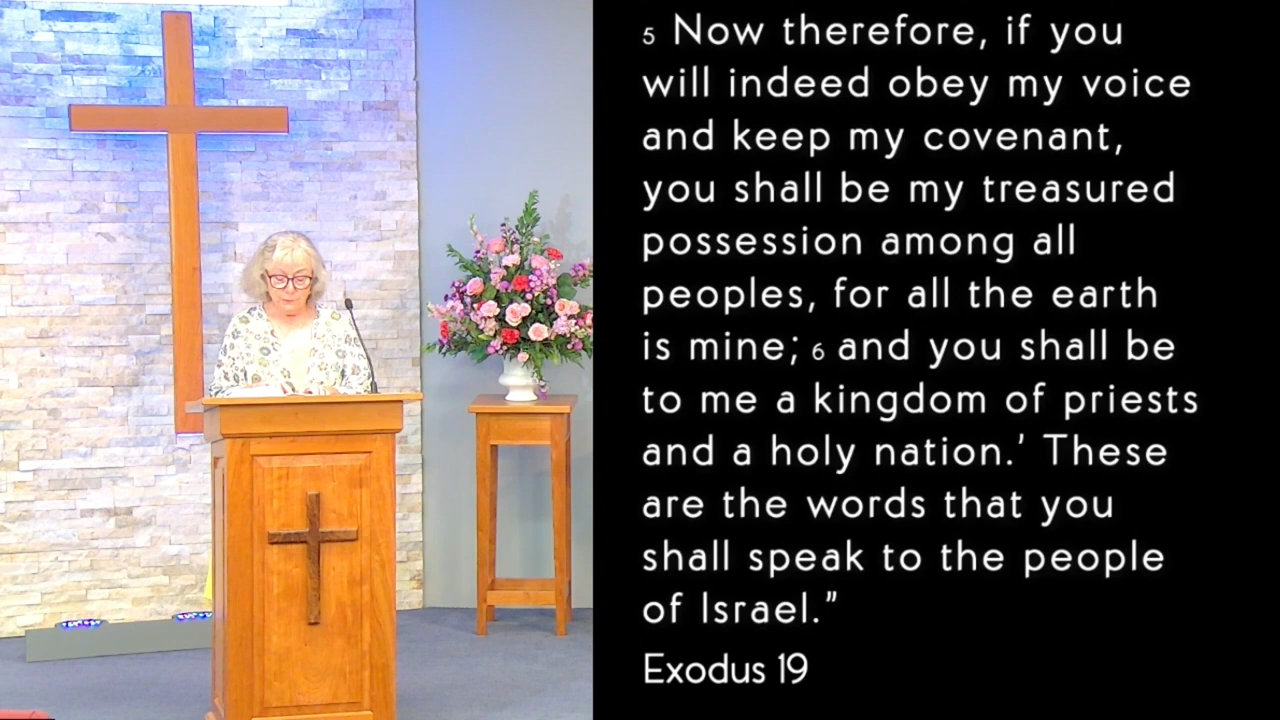 5 Now therefore, if you
will indeed obey my voice
and keep my covenant,
you shall be my treasured
possession among all
peoples, for all the earth
is mine; 6 and you shall be
to me a kingdom of priests
and a holy nation.’ These
are the words that you
shall speak to the people
of Israel.”
Exodus 19